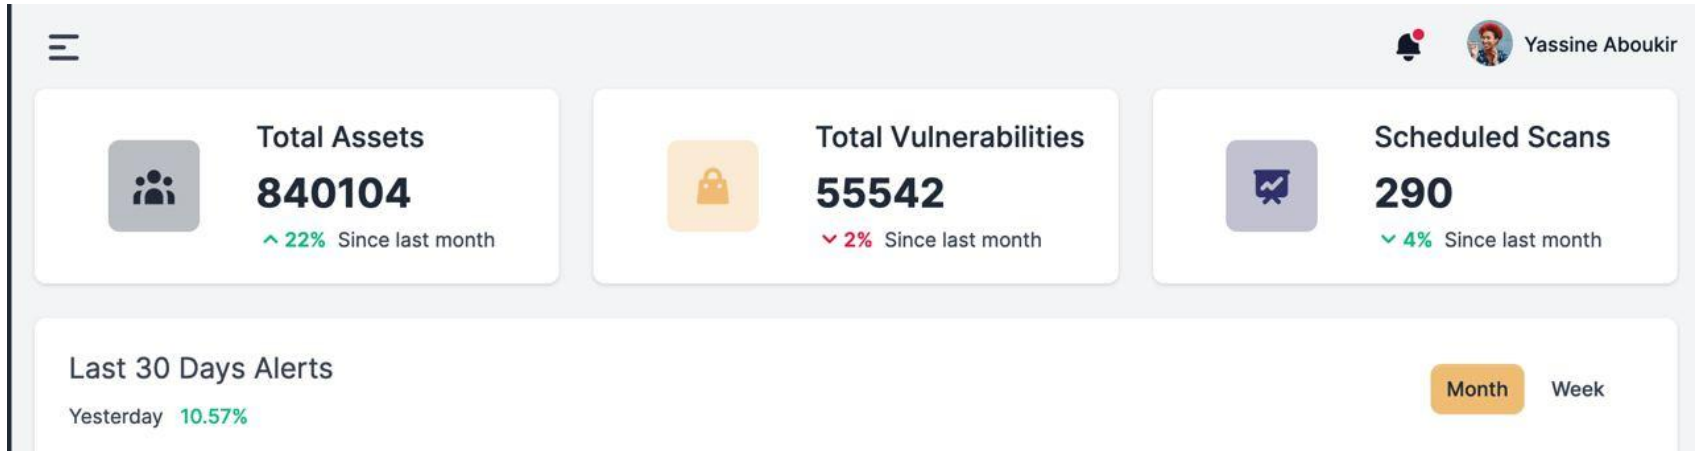 Yassine Aboukir
Total Assets
840104
22% Since last month
Total Vulnerabilities
55542
2% Since last month
Scheduled Scans
290
4% Since last month
Last 30 Days Alerts
Yesterday 10.57%
Month Week